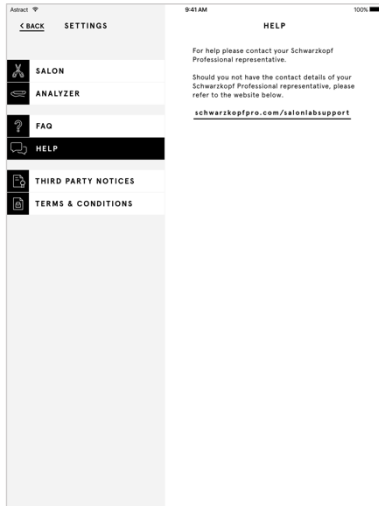 Astract 9:41 AM 100%
< BACK SETTINGS
HELP
SALON
ANALYZER
FAQ
HELP
THIRD PARTY NOTICES
TERMS & CONDITIONS
For help please contact your Schwarzkopf
Professional representative.
Should you not have the contact details of your
Schwarzkopf Professional representative, please
refer to the website below.
schwarzkopfpro.com/salonlabsupport